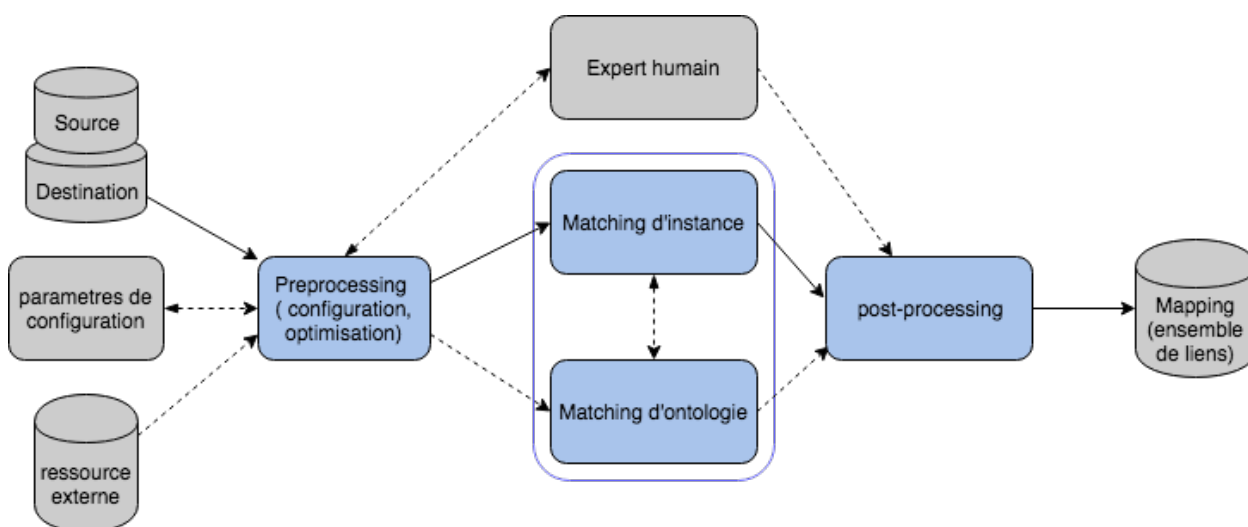 Expert humain
Source
Destination
Matching d'instance
parametres de
configuration
Preprocessing
( configuration,
optimisation)
post-processing
Mapping
(ensemble
de liens)
Matching d'ontologie
ressource
externe